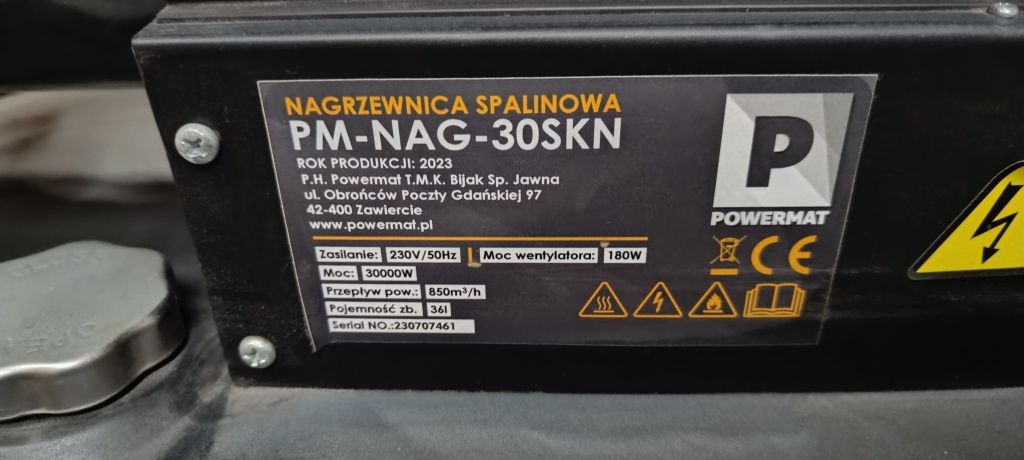 NAGRZEWNICA SPALINOWA
PM-NAG-30SKN
ROK PRODUKCJI: 2023
P.H. Powermat T.M.K. Bijak Sp. Jawna
ul. Obrońców Poczty Gdańskiej 97
42-400 Zawiercie
www.powermat.pl
P
POWERMAT
Zasilanie: 230V/50Hz Moc wentylatora: 180W
Moc: 30000W
Przepływ pow.: 850m³/h
Pojemność zb. 36l
Serial NO.:230707461
CE